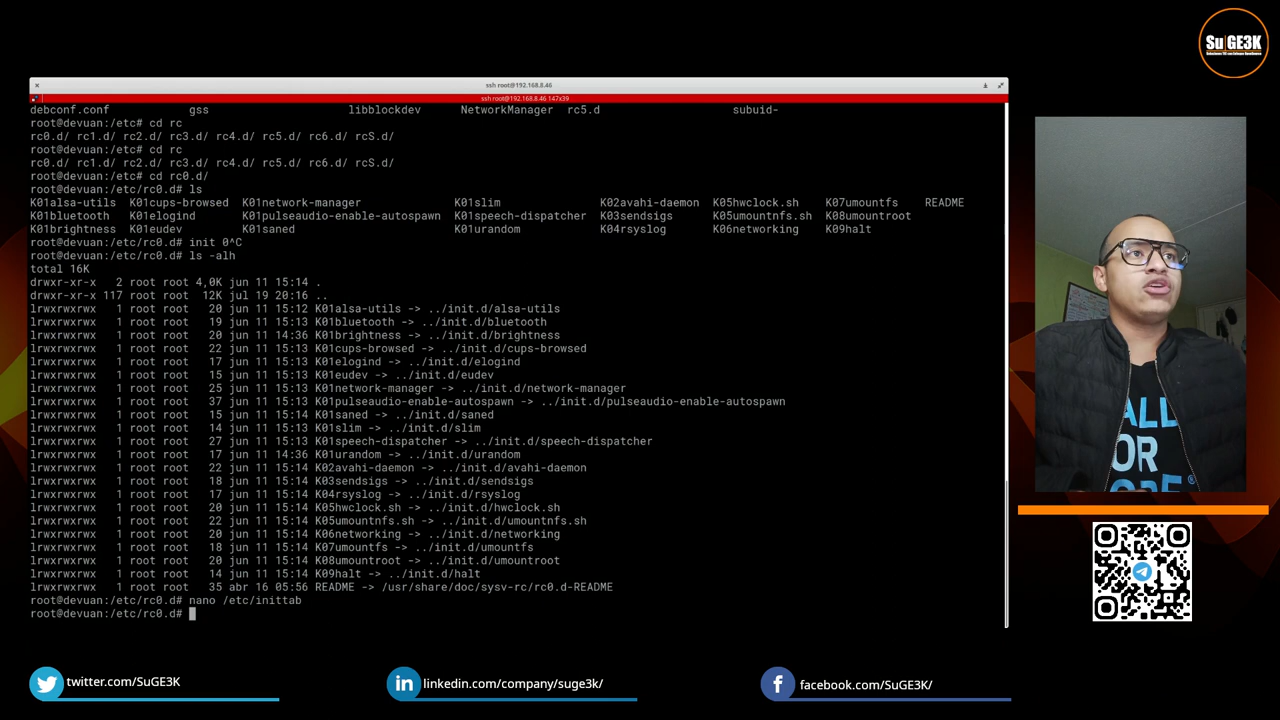 Su GE3K
ssh root@192.168.8.46
ssh root@192.168.8.46 147x39
debconf.conf gss libblockdev NetworkManager rc5.d subuid-
root@devuan:/etc# cd rc
rc0.d/ rc1.d/ rc2.d/ rc3.d/ rc4.d/ rc5.d/ rc6.d/ rcS.d/
root@devuan:/etc# cd rc
rc0.d/ rc1.d/ rc2.d/ rc3.d/ rc4.d/ rc5.d/ rc6.d/ rcS.d/
root@devuan:/etc# cd rc0.d/
root@devuan:/etc/rc0.d# ls
K01alsa-utils K01cups-browsed K01network-manager K01slim K02avahi-daemon K05hwclock.sh K07umountfs README
K01bluetooth K01elogind K01pulseaudio-enable-autospawn K01speech-dispatcher K03sendsigs K05umountnfs.sh K08umountroot
K01brightness K01eudev K01saned K01urandom K04rsyslog K06networking K09halt
root@devuan:/etc/rc0.d# init 0^C
root@devuan:/etc/rc0.d# ls -alh
total 16K
drwxr-xr-x 2 root root 4,0K jun 11 15:14 .
drwxr-xr-x 117 root root 12K jul 19 20:16 ..
lrwxrwxrwx 1 root root 20 jun 11 15:12 K01alsa-utils -> ../init.d/alsa-utils
lrwxrwxrwx 1 root root 19 jun 11 15:13 K01bluetooth -> ../init.d/bluetooth
lrwxrwxrwx 1 root root 20 jun 11 14:36 K01brightness -> ../init.d/brightness
lrwxrwxrwx 1 root root 22 jun 11 15:13 K01cups-browsed -> ../init.d/cups-browsed
lrwxrwxrwx 1 root root 17 jun 11 15:13 K01elogind -> ../init.d/elogind
lrwxrwxrwx 1 root root 15 jun 11 15:13 K01eudev -> ../init.d/eudev
lrwxrwxrwx 1 root root 25 jun 11 15:13 K01network-manager -> ../init.d/network-manager
lrwxrwxrwx 1 root root 37 jun 11 15:13 K01pulseaudio-enable-autospawn -> ../init.d/pulseaudio-enable-autospawn
lrwxrwxrwx 1 root root 15 jun 11 15:13 K01saned -> ../init.d/saned
lrwxrwxrwx 1 root root 14 jun 11 15:13 K01slim -> ../init.d/slim
lrwxrwxrwx 1 root root 27 jun 11 15:13 K01speech-dispatcher -> ../init.d/speech-dispatcher
lrwxrwxrwx 1 root root 17 jun 11 14:36 K01urandom -> ../init.d/urandom
lrwxrwxrwx 1 root root 22 jun 11 15:14 K02avahi-daemon -> ../init.d/avahi-daemon
lrwxrwxrwx 1 root root 18 jun 11 15:14 K03sendsigs -> ../init.d/sendsigs
lrwxrwxrwx 1 root root 17 jun 11 15:14 K04rsyslog -> ../init.d/rsyslog
lrwxrwxrwx 1 root root 20 jun 11 15:14 K05hwclock.sh -> ../init.d/hwclock.sh
lrwxrwxrwx 1 root root 22 jun 11 15:14 K05umountnfs.sh -> ../init.d/umountnfs.sh
lrwxrwxrwx 1 root root 20 jun 11 15:14 K06networking -> ../init.d/networking
lrwxrwxrwx 1 root root 18 jun 11 15:14 K07umountfs -> ../init.d/umountfs
lrwxrwxrwx 1 root root 20 jun 11 15:14 K08umountroot -> ../init.d/umountroot
lrwxrwxrwx 1 root root 14 jun 11 15:14 K09halt -> ../init.d/halt
lrwxrwxrwx 1 root root 35 abr 16 05:56 README -> /usr/share/doc/sysv-rc/rc0.d-README
root@devuan:/etc/rc0.d# nano /etc/inittab
root@devuan:/etc/rc0.d#
ALL
OR
twitter.com/SuGE3K
linkedin.com/company/suge3k/
facebook.com/SuGE3K/